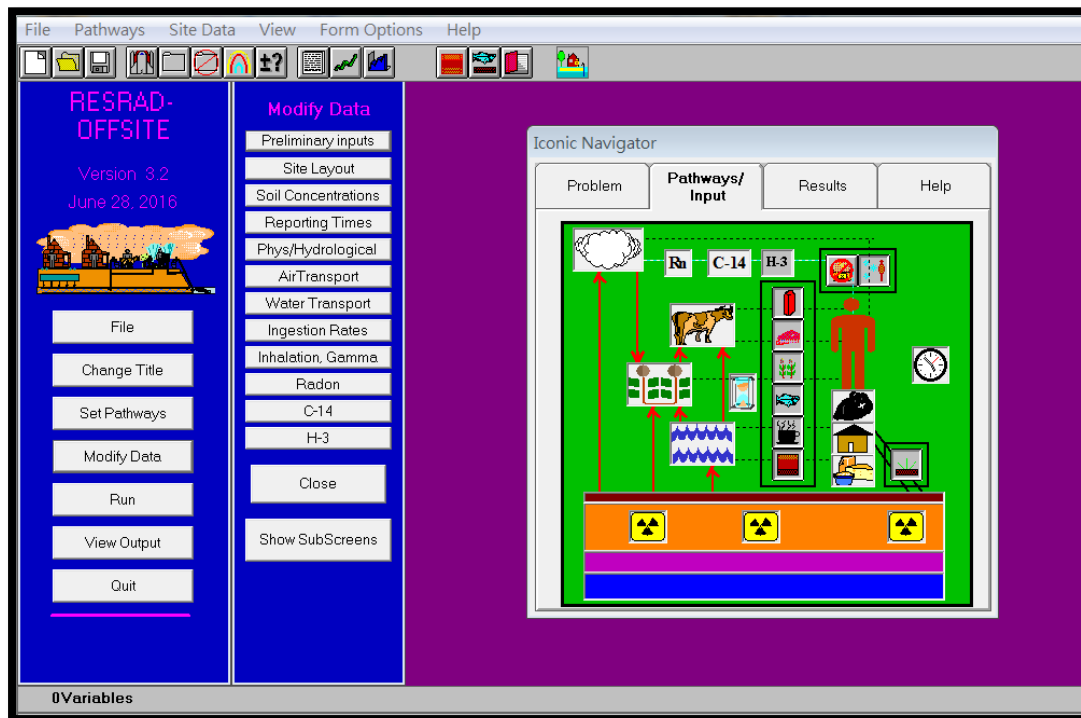 File Pathways Site Data View Form Options Help
±?
RESRAD-
OFFSITE
Version 3.2
June 28, 2016
File
Change Title
Set Pathways
Modify Data
Run
View Output
Quit
Modify Data
Preliminary inputs
Site Layout
Soil Concentrations
Reporting Times
Phys/Hydrological
AirTransport
Water Transport
Ingestion Rates
Inhalation, Gamma
Radon
C-14
H-3
Close
Show SubScreens
Iconic Navigator
Problem
Pathways/
Input
Results
Help
Rn C-14 H-3
0Variables